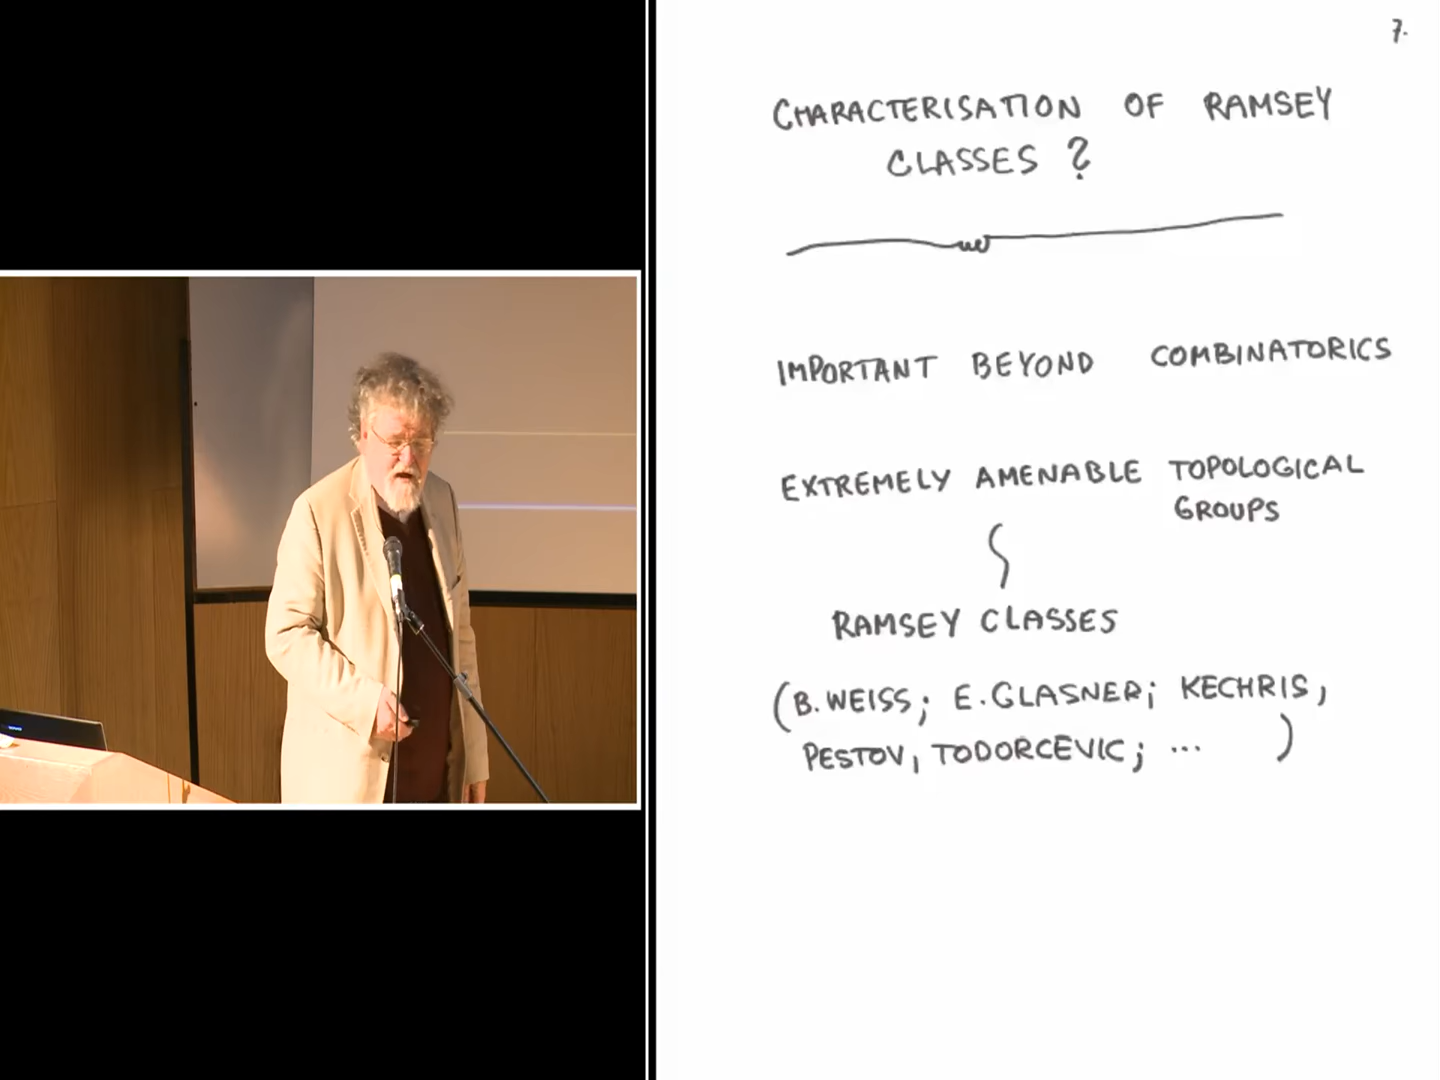 7.
CHARACTERISATION OF RAMSEY
CLASSES ?
IMPORTANT BEYOND COMBINATORICS
EXTREMELY AMENABLE TOPOLOGICAL
GROUPS
RAMSEY CLASSES
(B. WEISS; E. GLASNER; KECHRIS,
PESTOV, TODORCEVIC; ... )